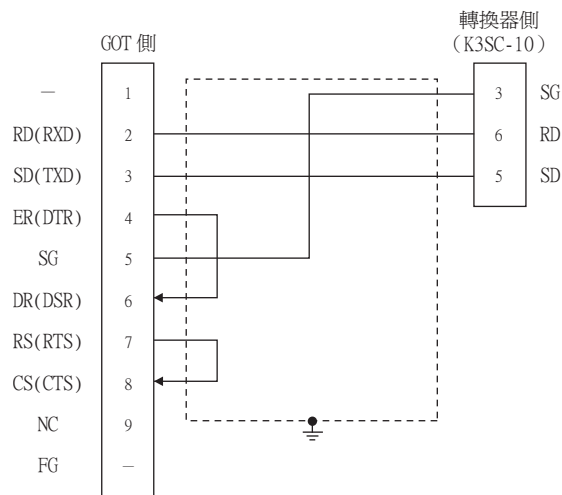 轉換器側
GOT 側
(K3SC-10)
— 1 3 SG
RD(RXD) 2 6 RD
SD(TXD) 3 5 SD
ER(DTR) 4
SG 5
DR(DSR) 6
RS(RTS) 7
CS(CTS) 8
NC 9
FG —